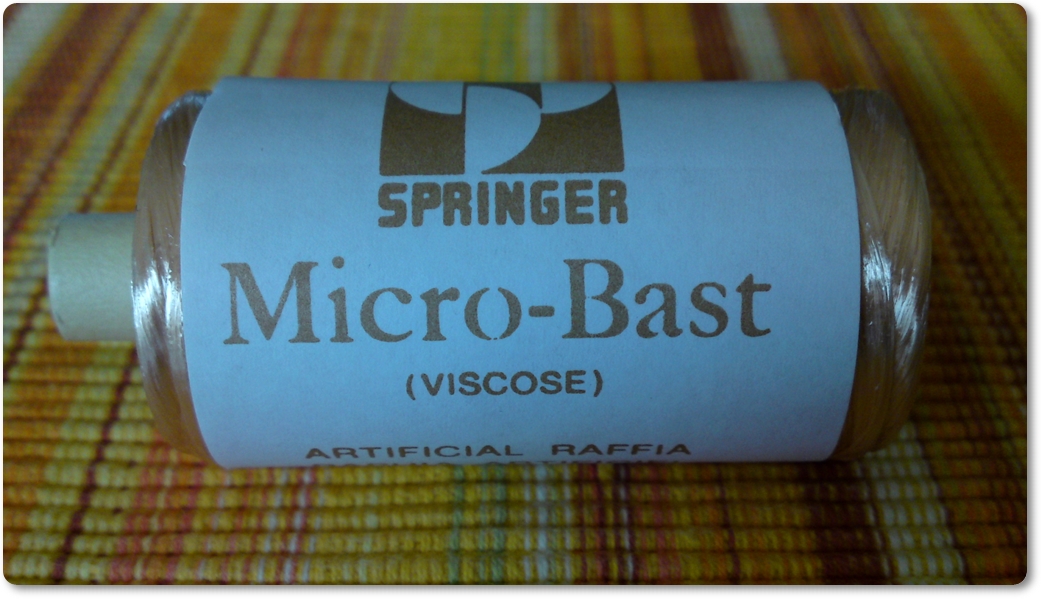 SPRINGER
Micro-Bast
(VISCOSE)
ARTIFICIAL RAFFIA